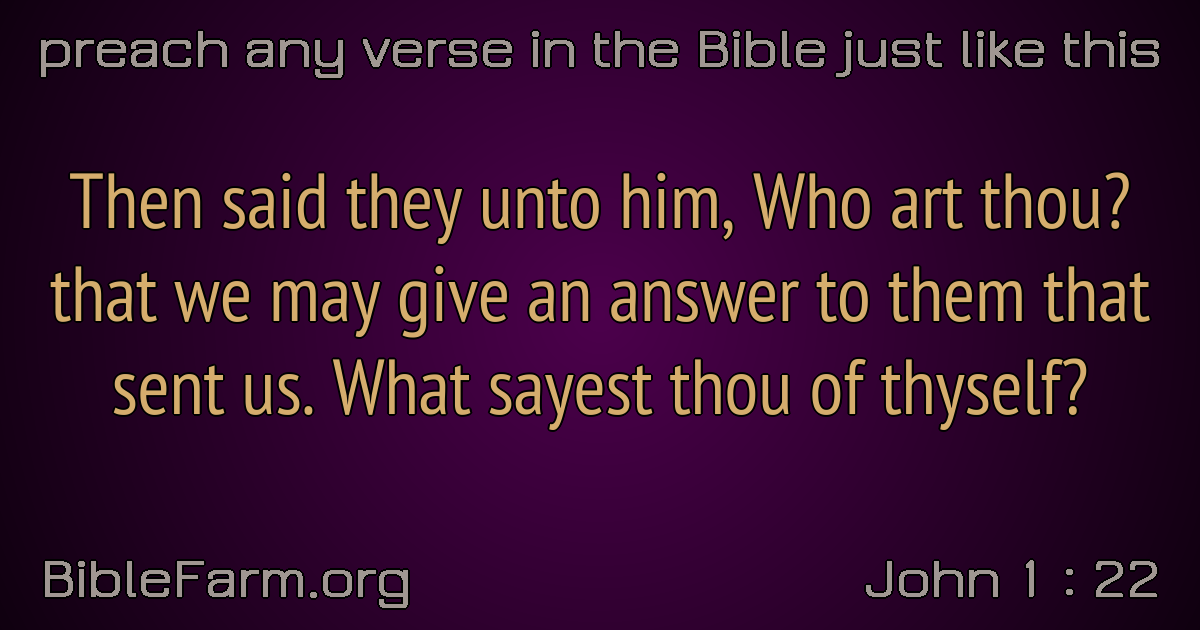 preach any verse in the Bible just like this
Then said they unto him, Who art thou?
that we may give an answer to them that
sent us. What sayest thou of thyself?
BibleFarm.org
John 1 : 22